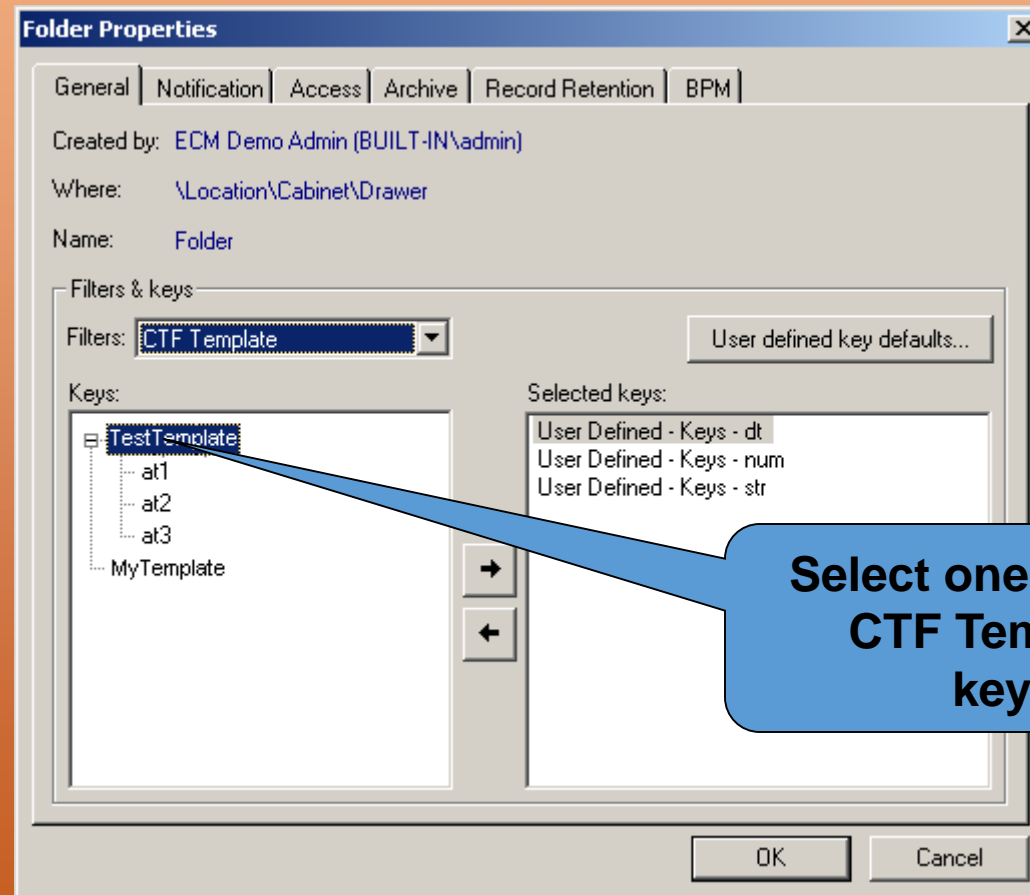 Folder Properties
General Notification Access Archive Record Retention BPM
Created by: ECM Demo Admin (BUILT-IN\admin)
Where: \Location\Cabinet\Drawer
Name: Folder
Filters & keys
Filters: CTF Template User defined key defaults...
Keys: Selected keys:
TestTemplate
at1
at2
at3
MyTemplate
User Defined - Keys - dt
User Defined - Keys - num
User Defined - Keys - str
Select one
CTF
key
OK Cancel